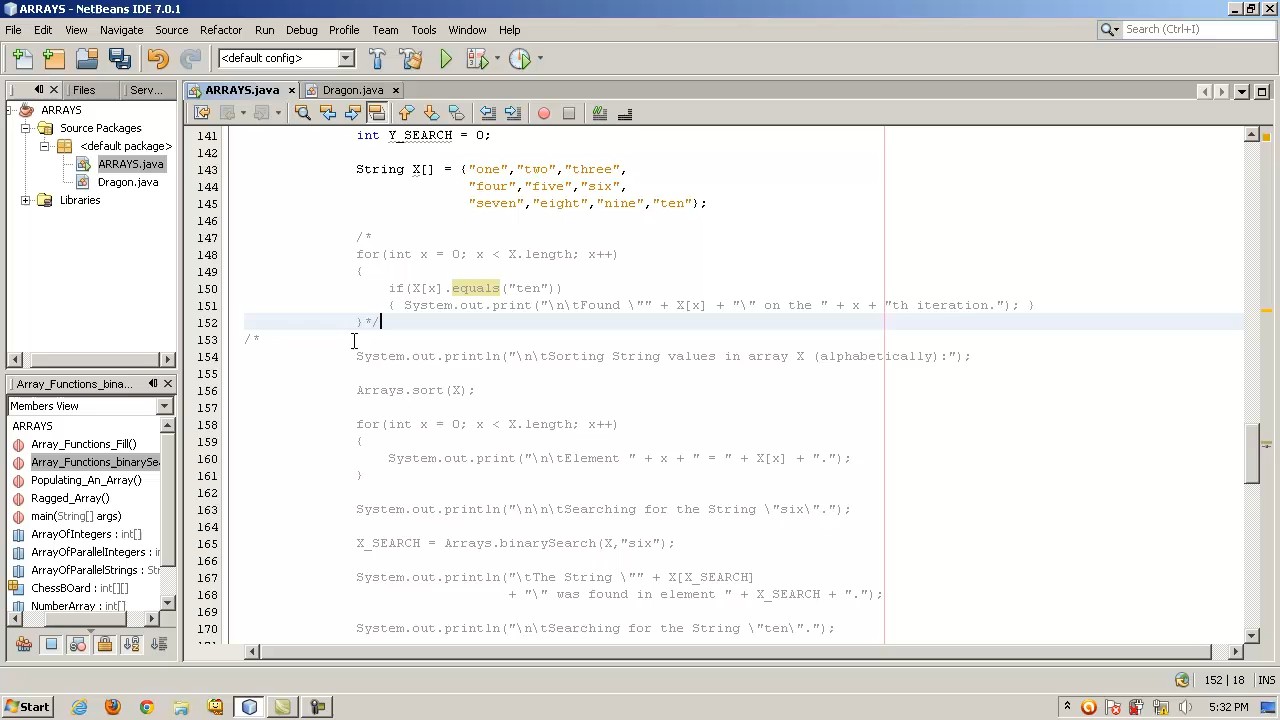 ARRAYS - NetBeans IDE 7.0.1
File Edit View Navigate Source Refactor Run Debug Profile Team Tools Window Help
Search (Ctrl+I)
<default config>
Files Serv...
ARRAYS.java Dragon.java
ARRAYS
Source Packages
<default package>
ARRAYS.java
Dragon.java
Libraries
141 int Y_SEARCH = 0;
142
143 String X[] = {"one","two","three",
144 "four","five","six",
145 "seven","eight","nine","ten"};
146
147 /*
148 for(int x = 0; x < X.length; x++)
149 {
150 if(X[x].equals("ten"))
151 { System.out.print("\n\tFound \"" + X[x] + "\" on the " + x + "th iteration."); }
152 }*/
153 /*
154 System.out.println("\n\tSorting String values in array X (alphabetically):");
155
156 Arrays.sort(X);
157
158 for(int x = 0; x < X.length; x++)
159 {
160 System.out.print("\n\tElement " + x + " = " + X[x] + ".");
161 }
162
163 System.out.println("\n\n\tSearching for the String \"six\".");
164
165 X_SEARCH = Arrays.binarySearch(X,"six");
166
167 System.out.println("\tThe String \"" + X[X_SEARCH]
168 + "\" was found in element " + X_SEARCH + ".");
169
170 System.out.println("\n\tSearching for the String \"ten\".");
Array_Functions_bina...
Members View
ARRAYS
Array_Functions_Fill()
Array_Functions_binarySea
Populating_An_Array()
Ragged_Array()
main(String[] args)
ArrayOfIntegers : int[]
ArrayOfParallelIntegers : in
ArrayOfParallelStrings : St
ChessBOard : int[][]
NumberArray : int[]
152 | 18 INS
Start
5:32 PM